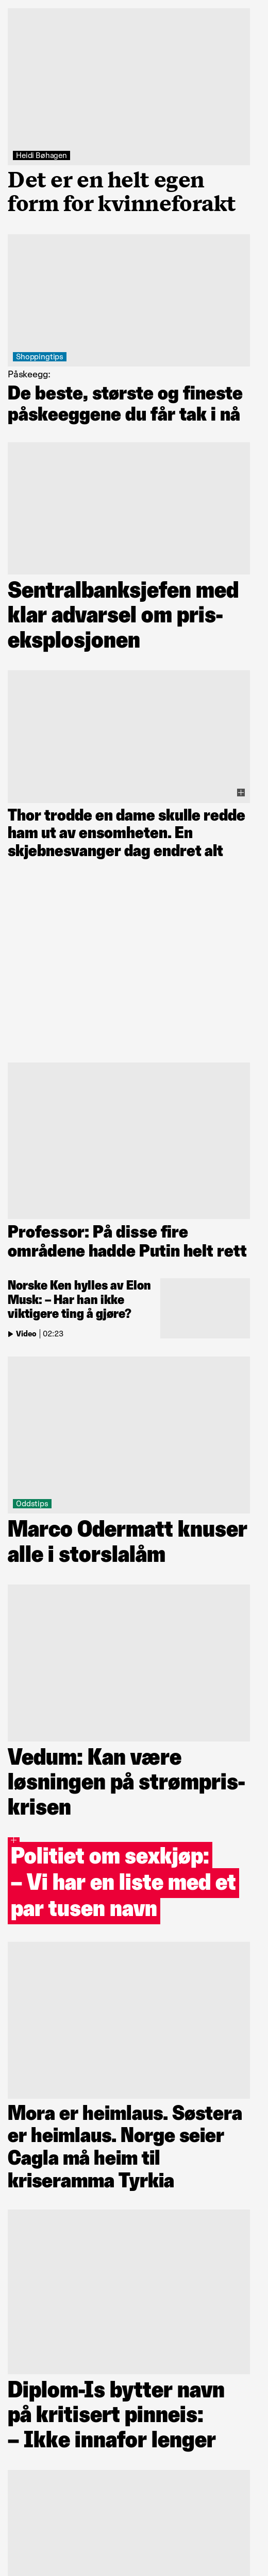 Heidi Bøhagen
Det er en helt egen
form for kvinneforakt
Shoppingtips
Påskeegg:
De beste, største og fineste
påskeeggene du får tak i nå
Sentralbanksjefen med
klar advarsel om pris-
eksplosjonen
Thor trodde en dame skulle redde
ham ut av ensomheten. En
skjebnesvanger dag endret alt
Professor: På disse fire
områdene hadde Putin helt rett
Norske Ken hylles av Elon
Musk: – Har han ikke
viktigere ting å gjøre?
Video | 02:23
Oddstips
Marco Odermatt knuser
alle i storslalåm
Vedum: Kan være
løsningen på strømpris-
krisen
Politiet om sexkjøp:
– Vi har en liste med et
par tusen navn
Mora er heimlaus. Søstera
er heimlaus. Norge seier
Cagla må heim til
kriseramma Tyrkia
Diplom-Is bytter navn
på kritisert pinneis:
– Ikke innafor lenger